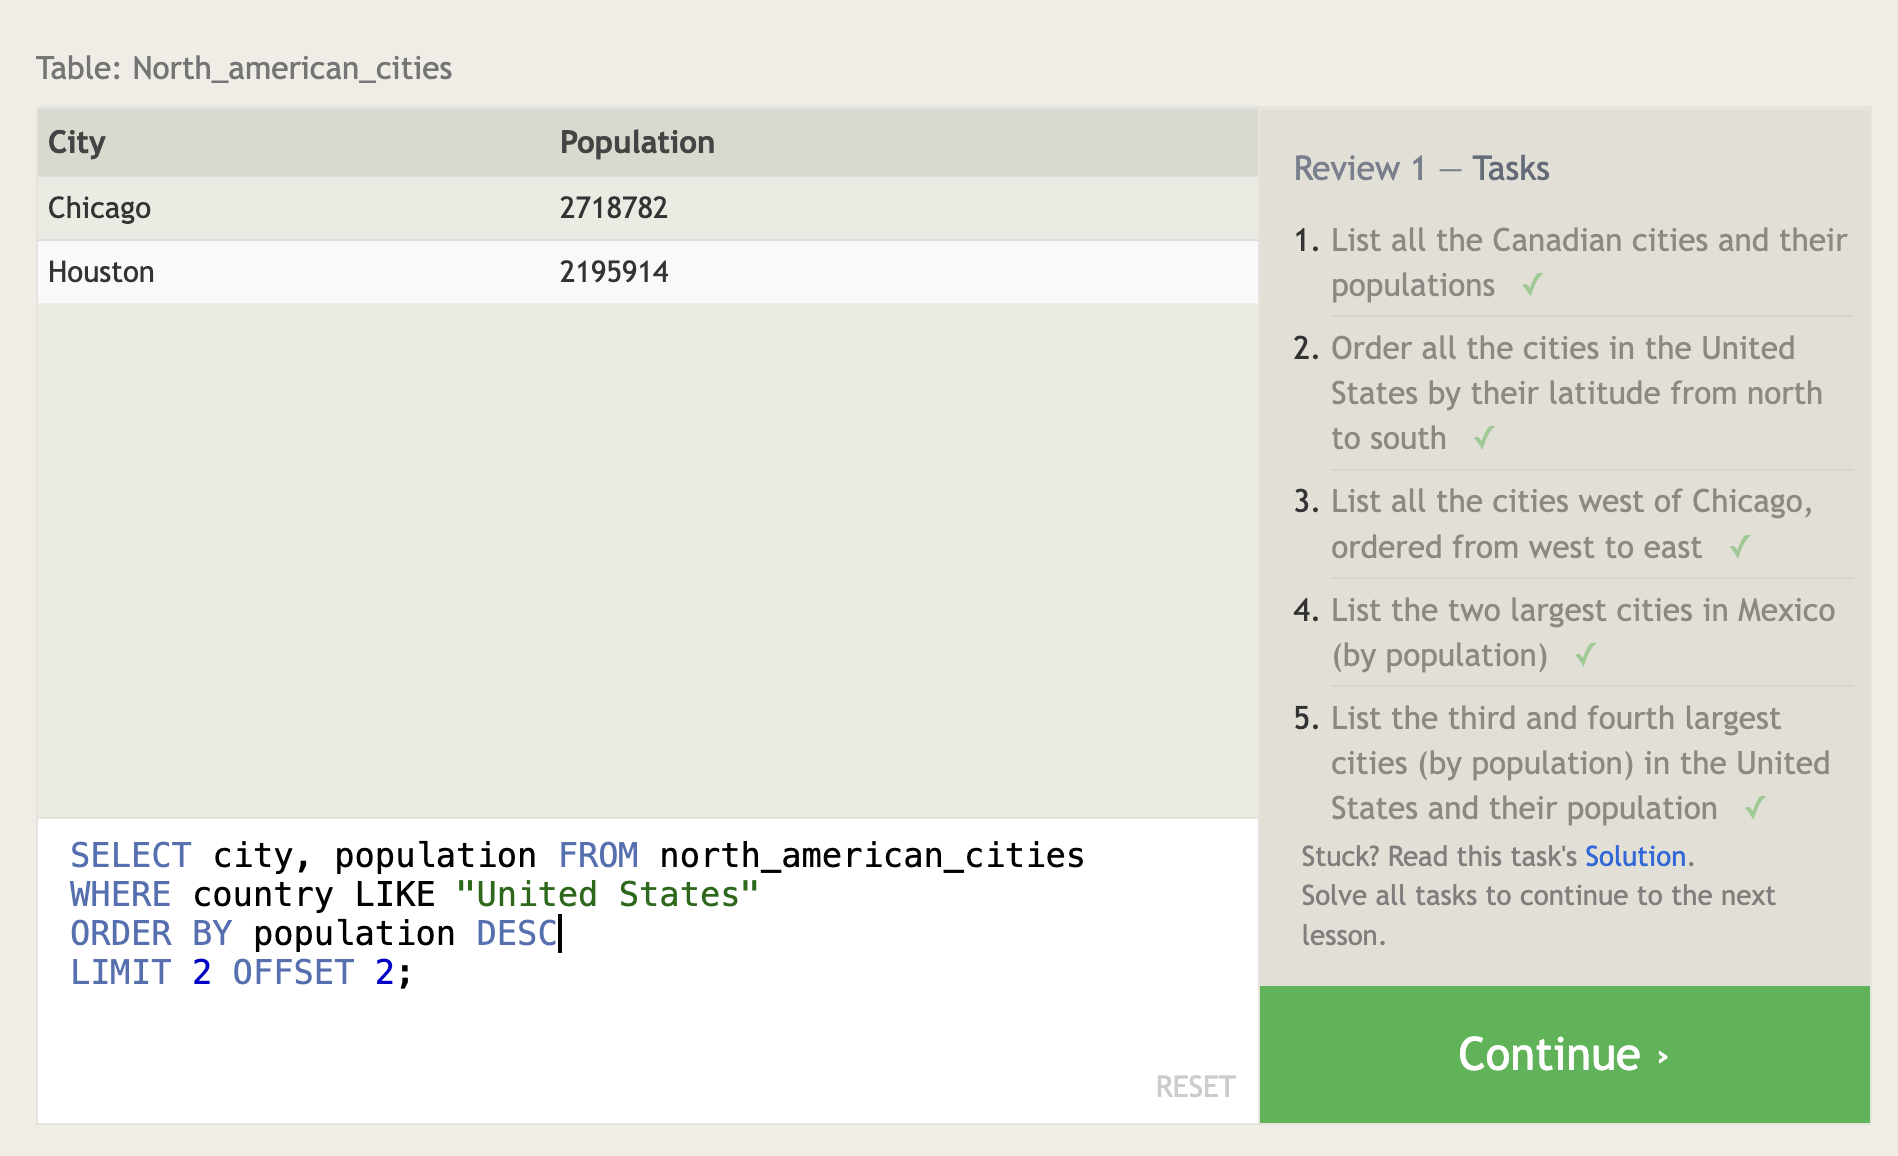 Table: North_american_cities
City Population
Chicago 2718782
Houston 2195914
SELECT city, population FROM north_american_cities
WHERE country LIKE "United States"
ORDER BY population DESC
LIMIT 2 OFFSET 2;
RESET
Review 1 — Tasks
1. List all the Canadian cities and their
populations ✓
2. Order all the cities in the United
States by their latitude from north
to south ✓
3. List all the cities west of Chicago,
ordered from west to east ✓
4. List the two largest cities in Mexico
(by population) ✓
5. List the third and fourth largest
cities (by population) in the United
States and their population ✓
Stuck? Read this task's Solution.
Solve all tasks to continue to the next
lesson.
Continue ›